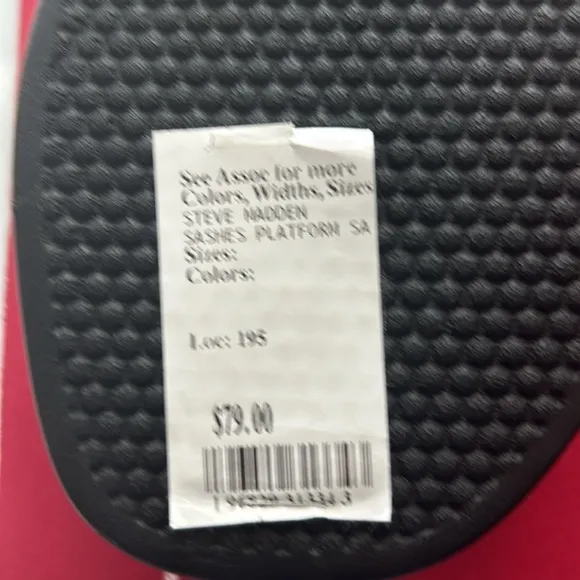 See Assoc for more
Colors, Widths, Sizes
STEVE MADDEN
SASHES PLATFORM SA
Sizes:
Colors:
Loc: 195
$79.00